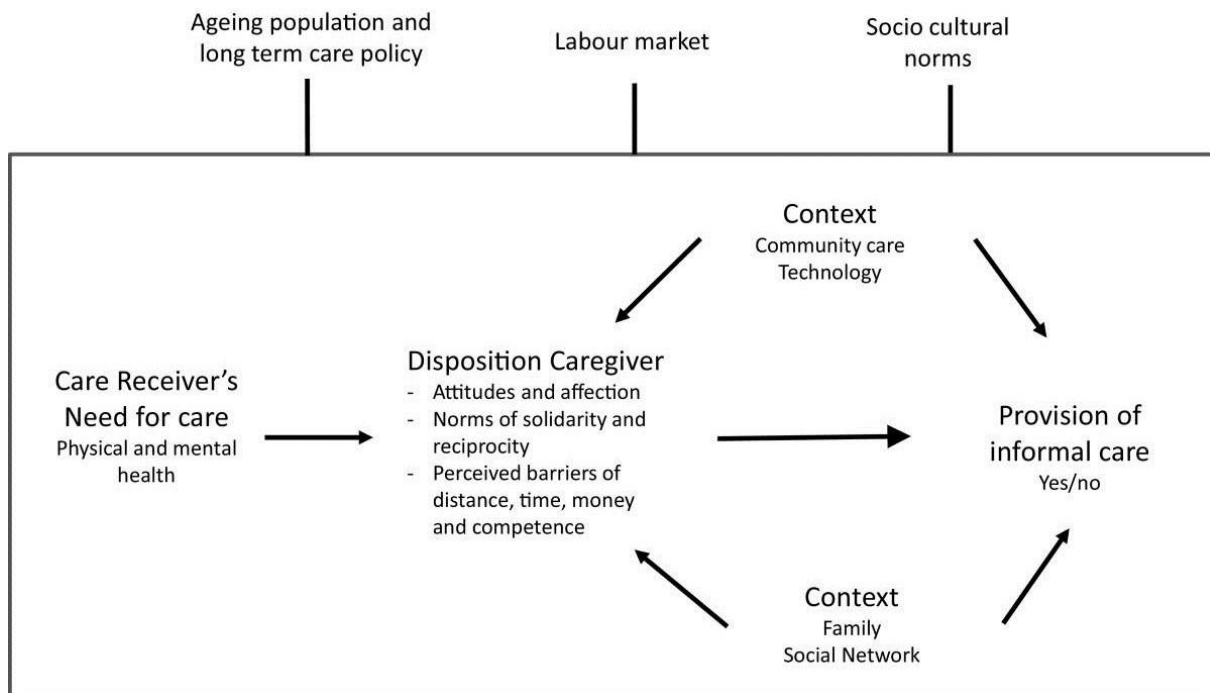 Ageing population and
long term care policy
Labour market
Socio cultural
norms
Context
Community care
Technology
Care Receiver’s
Need for care
Physical and mental
health
Disposition Caregiver
- Attitudes and affection
- Norms of solidarity and
reciprocity
- Perceived barriers of
distance, time, money
and competence
Provision of
informal care
Yes/no
Context
Family
Social Network